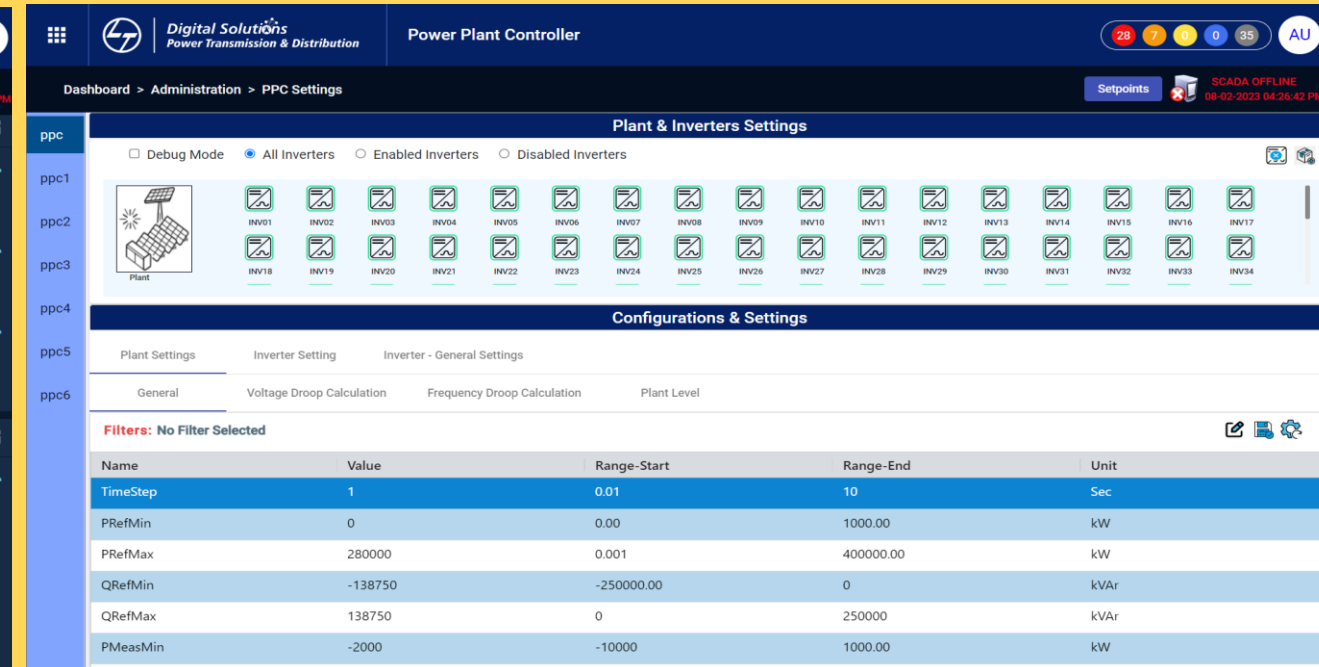 Digital Solutions
Power Transmission & Distribution
Power Plant Controller
28 7 0 0 35 AU
Dashboard > Administration > PPC Settings
Setpoints
SCADA OFFLINE
08-02-2023 04:26:42 PM
PM
ppc
ppc1
ppc2
ppc3
ppc4
ppc5
ppc6
Plant & Inverters Settings
Debug Mode All Inverters Enabled Inverters Disabled Inverters
INV01 INV02 INV03 INV04 INV05 INV06 INV07 INV08 INV09 INV10 INV11 INV12 INV13 INV14 INV15 INV16 INV17
INV18 INV19 INV20 INV21 INV22 INV23 INV24 INV25 INV26 INV27 INV28 INV29 INV30 INV31 INV32 INV33 INV34
Plant
Configurations & Settings
Plant Settings Inverter Setting Inverter - General Settings
General Voltage Droop Calculation Frequency Droop Calculation Plant Level
Filters: No Filter Selected
Name Value Range-Start Range-End Unit
TimeStep 1 0.01 10 Sec
PRefMin 0 0.00 1000.00 kW
PRefMax 280000 0.001 400000.00 kW
QRefMin -138750 -250000.00 0 kVAr
QRefMax 138750 0 250000 kVAr
PMeasMin -2000 -10000 1000.00 kW